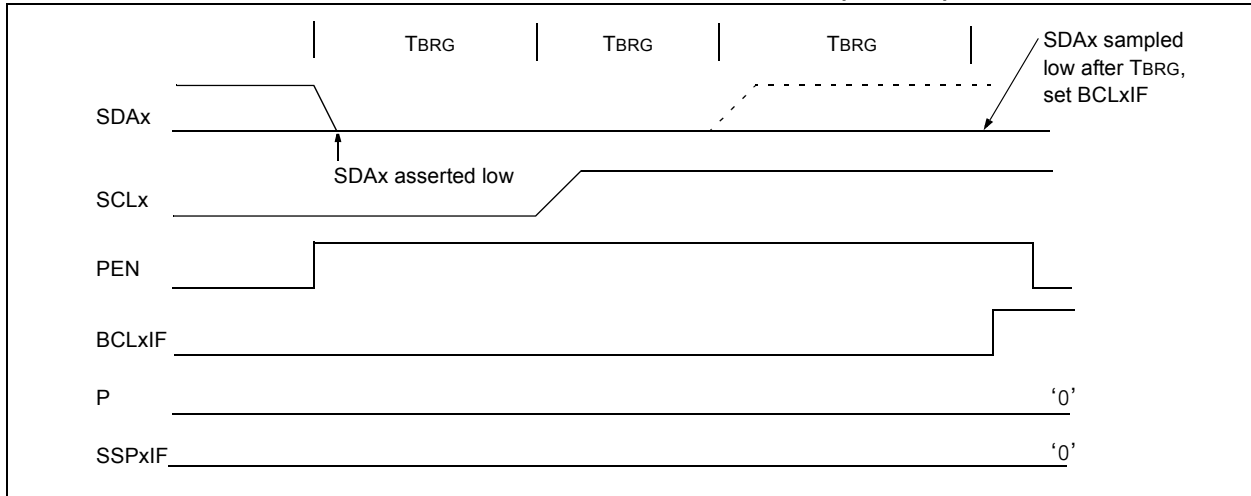 TBRG TBRG TBRG
SDAx sampled
low after TBRG,
set BCLxIF
SDAx
SDAx asserted low
SCLx
PEN
BCLxIF
P
‘0’
SSPxIF
‘0’